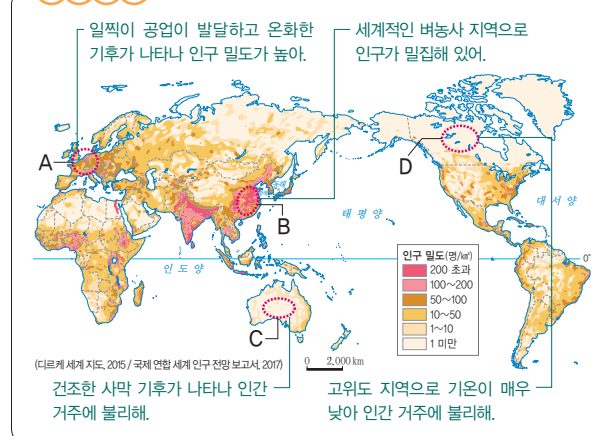 일찍이 공업이 발달하고 온화한
기후가 나타나 인구 밀도가 높아.
세계적인 벼농사 지역으로
인구가 밀집해 있어.
A
B
C
D
태평양
대서양
인도양
0°
인구 밀도(명/㎢)
200 초과
100~200
50~100
10~50
1~10
1 미만
0 2,000 km
(디르케 세계 지도, 2015 / 국제 연합 세계 인구 전망 보고서, 2017)
건조한 사막 기후가 나타나 인간
거주에 불리해.
고위도 지역으로 기온이 매우
낮아 인간 거주에 불리해.